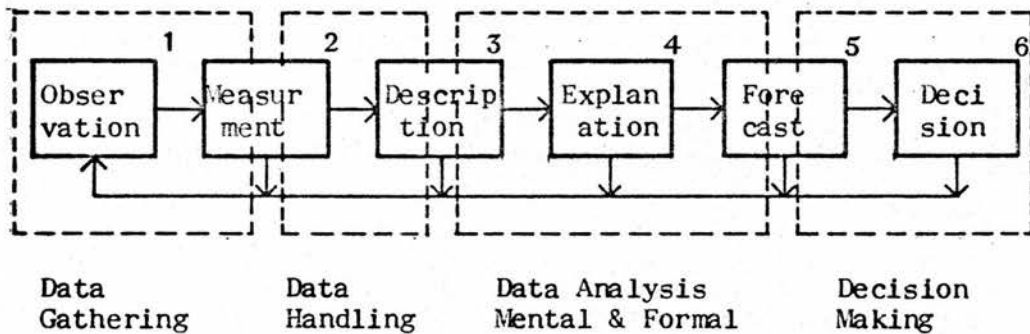 1 2 3 4 5 6
Obser
vation
Measur
ment
Descrip
tion
Explan
ation
Fore
cast
Deci
sion
Data
Gathering
Data
Handling
Data Analysis
Mental & Formal
Decision
Making